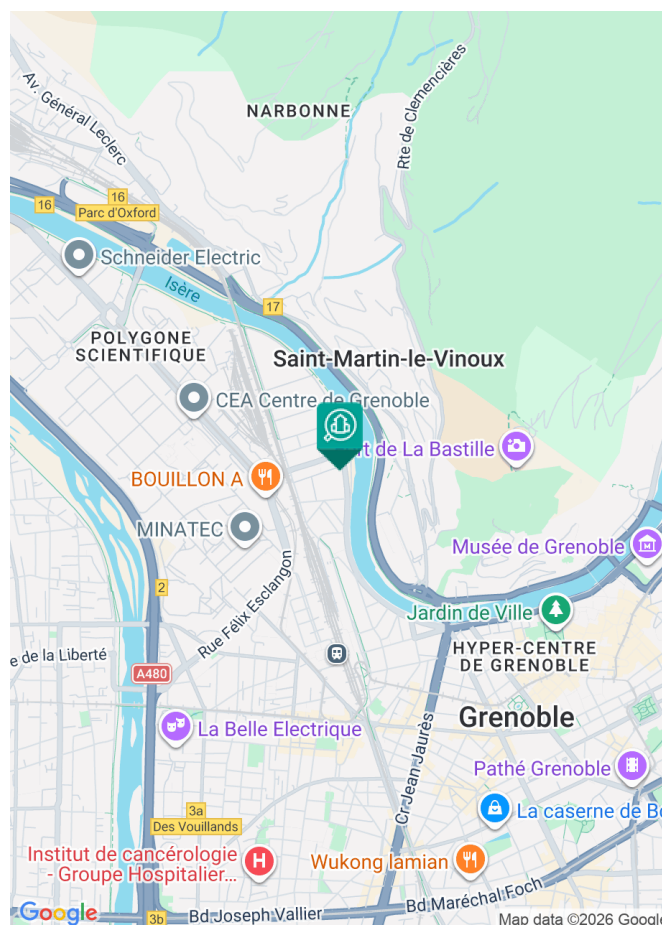 Av. Général Leclerc
NARBONNE
Rte de Clemencières
16
16
Parc d'Oxford
Schneider Electric
Isère
17
POLYGONE
SCIENTIFIQUE
Saint-Martin-le-Vinoux
CEA Centre de Grenoble
rt de La Bastille
BOUILLON A
MINATEC
Musée de Grenoble
2
Rue Félix Esclangon
Jardin de Ville
e de la Liberté
HYPER-CENTRE
DE GRENOBLE
A480
Grenoble
La Belle Electrique
Cr Jean Jaurès
Pathé Grenoble
3a
Des Vouillands
La caserne de Bo
Institut de cancérologie
- Groupe Hospitalier...
H
Wukong lamian
Bd Maréchal Foch
Google
3b
Bd Joseph Vallier
Map data ©2026 Google